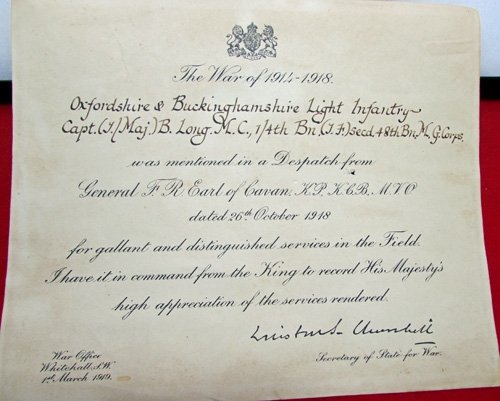 The War of 1914-1918.
Oxfordshire & Buckinghamshire Light Infantry
Capt.(T/Maj.) B. Long. M.C., 1/4th Bn.(T.F.) secd. 48th Bn. M. G. Corps.
was mentioned in a Despatch from
General F. R. Earl of Cavan. K.P. K.C.B. M.V.O
dated 26th October 1918
for gallant and distinguished services in the Field.
I have it in command from the King to record His Majesty's
high appreciation of the services rendered.
Winston S Churchill
War Office
Whitehall, S.W.
1st March 1919.
Secretary of State for War.